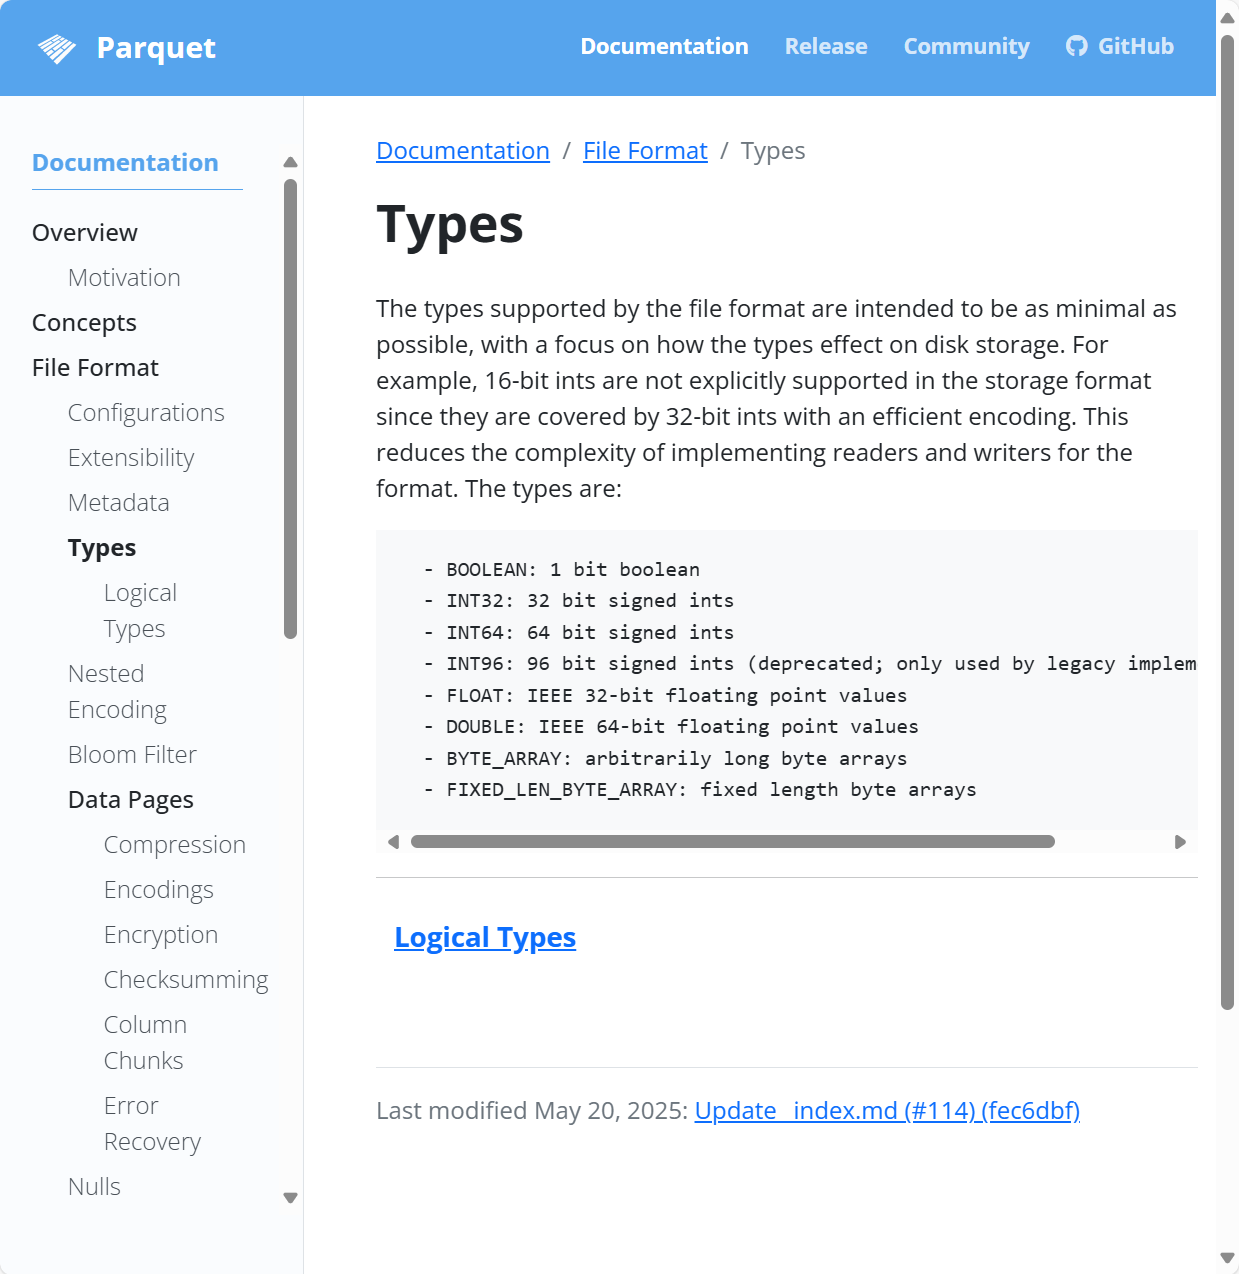 Parquet
Documentation
Release
Community
GitHub
Documentation
Overview
Motivation
Concepts
File Format
Configurations
Extensibility
Metadata
Types
Logical
Types
Nested
Encoding
Bloom Filter
Data Pages
Compression
Encodings
Encryption
Checksumming
Column
Chunks
Error
Recovery
Nulls
Documentation / File Format / Types
Types
The types supported by the file format are intended to be as minimal as
possible, with a focus on how the types effect on disk storage. For
example, 16-bit ints are not explicitly supported in the storage format
since they are covered by 32-bit ints with an efficient encoding. This
reduces the complexity of implementing readers and writers for the
format. The types are:
- BOOLEAN: 1 bit boolean
- INT32: 32 bit signed ints
- INT64: 64 bit signed ints
- INT96: 96 bit signed ints (deprecated; only used by legacy implem
- FLOAT: IEEE 32-bit floating point values
- DOUBLE: IEEE 64-bit floating point values
- BYTE_ARRAY: arbitrarily long byte arrays
- FIXED_LEN_BYTE_ARRAY: fixed length byte arrays
Logical Types
Last modified May 20, 2025: Update _index.md (#114) (fec6dbf)